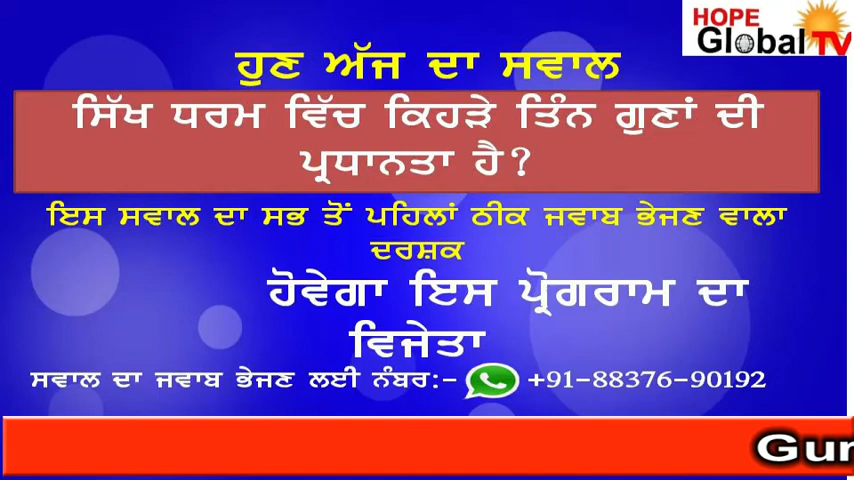 HOPE
Global TV
ਹੁਣ ਅੱਜ ਦਾ ਸਵਾਲ
ਸਿੱਖ ਧਰਮ ਵਿੱਚ ਕਿਹੜੇ ਤਿੰਨ ਗੁਣਾਂ ਦੀ
ਪ੍ਰਧਾਨਤਾ ਹੈ?
ਇਸ ਸਵਾਲ ਦਾ ਸਭ ਤੋਂ ਪਹਿਲਾਂ ਠੀਕ ਜਵਾਬ ਭੇਜਣ ਵਾਲਾ
ਦਰਸ਼ਕ
ਹੋਵੇਗਾ ਇਸ ਪ੍ਰੋਗਰਾਮ ਦਾ
ਵਿਜੇਤਾ
ਸਵਾਲ ਦਾ ਜਵਾਬ ਭੇਜਣ ਲਈ ਨੰਬਰ:- +91-88376-90192